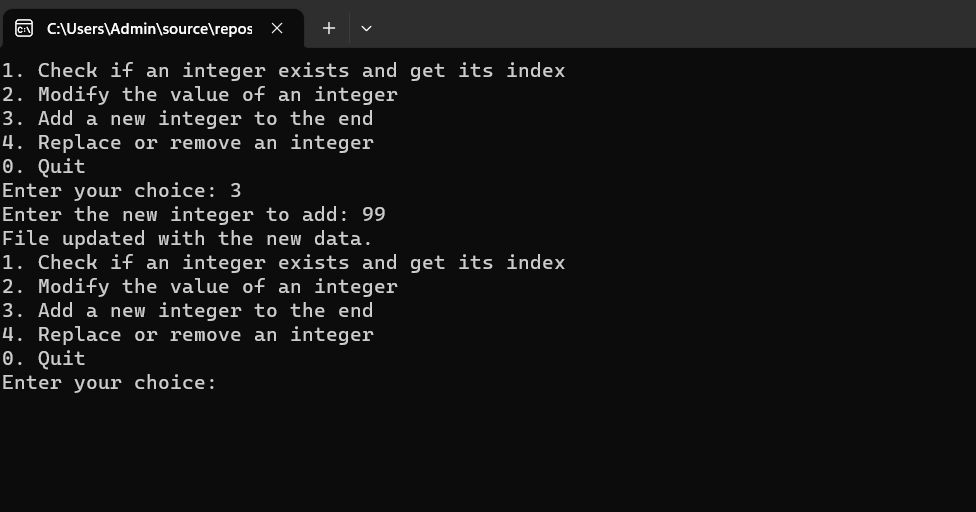 C:\Users\Admin\source\repos
1. Check if an integer exists and get its index
2. Modify the value of an integer
3. Add a new integer to the end
4. Replace or remove an integer
0. Quit
Enter your choice: 3
Enter the new integer to add: 99
File updated with the new data.
1. Check if an integer exists and get its index
2. Modify the value of an integer
3. Add a new integer to the end
4. Replace or remove an integer
0. Quit
Enter your choice: